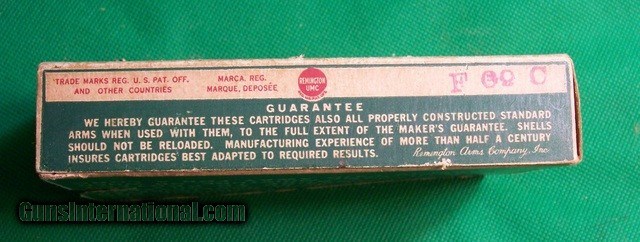 TRADE MARKS REG. U.S. PAT. OFF.
AND OTHER COUNTRIES
MARCA. REG.
MARQUE, DEPOSÉE
REMINGTON
UMC
GUARANTEE
WE HEREBY GUARANTEE THESE CARTRIDGES ALSO ALL PROPERLY CONSTRUCTED STANDARD
ARMS WHEN USED WITH THEM, TO THE FULL EXTENT OF THE MAKER'S GUARANTEE. SHELLS
SHOULD NOT BE RELOADED. MANUFACTURING EXPERIENCE OF MORE THAN HALF A CENTURY
INSURES CARTRIDGES BEST ADAPTED TO REQUIRED RESULTS.
Remington Arms Company, Inc.
GunsInternational.com